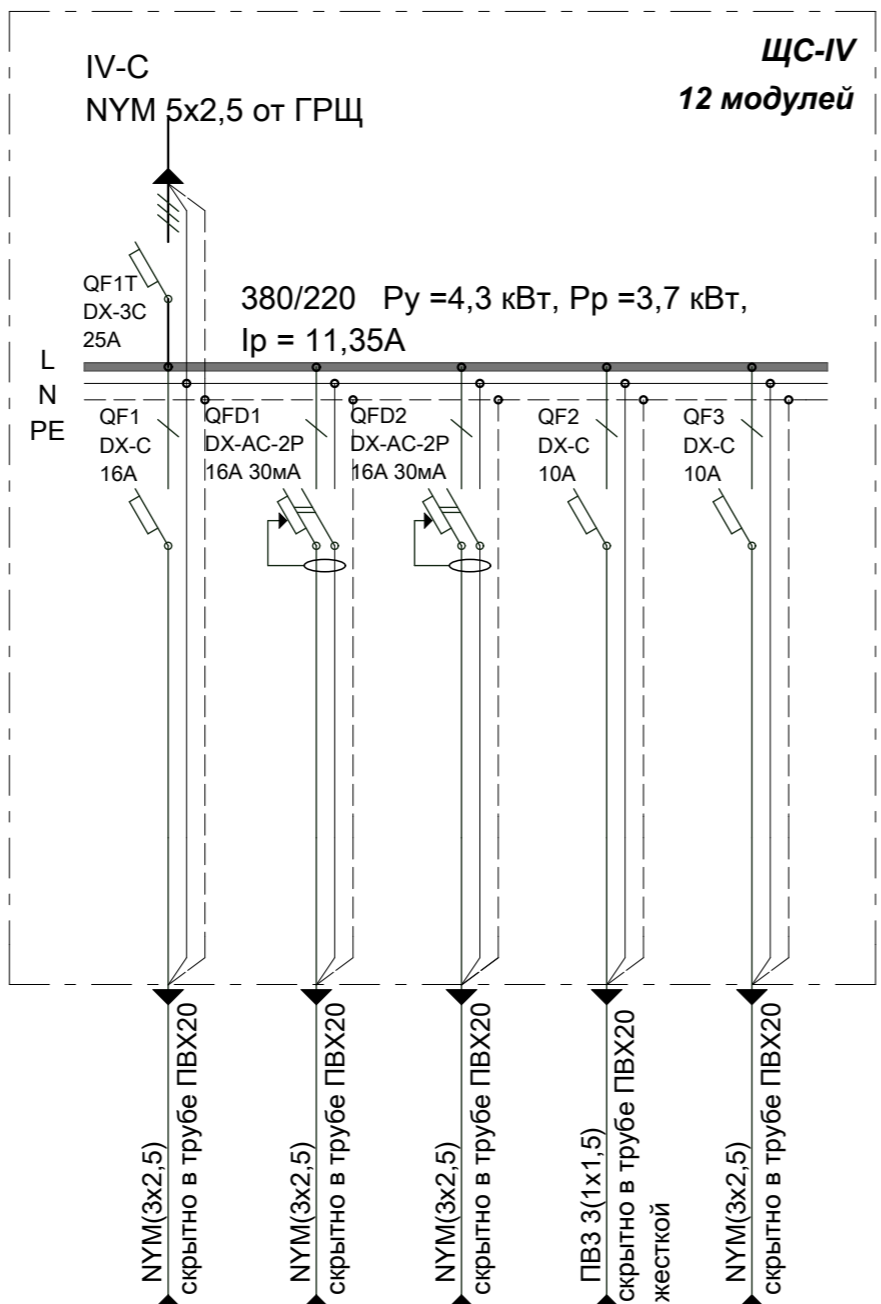 ЩС-IV
12 модулей
IV-С
NYM 5x2,5 от ГРЩ
QF1T
DX-3C
25A
380/220 Ру =4,3 кВт, Рр =3,7 кВт,
Iр = 11,35А
L
N
PE
QF1
DX-C
16A
QFD1
DX-AC-2P
16A 30мА
QFD2
DX-AC-2P
16A 30мА
QF2
DX-C
10A
QF3
DX-C
10A
NYM(3x2,5)
скрытно в трубе ПВХ20
NYM(3x2,5)
скрытно в трубе ПВХ20
NYM(3x2,5)
скрытно в трубе ПВХ20
ПВ3 3(1x1,5)
скрытно в трубе ПВХ20
жесткой
NYM(3x2,5)
скрытно в трубе ПВХ20